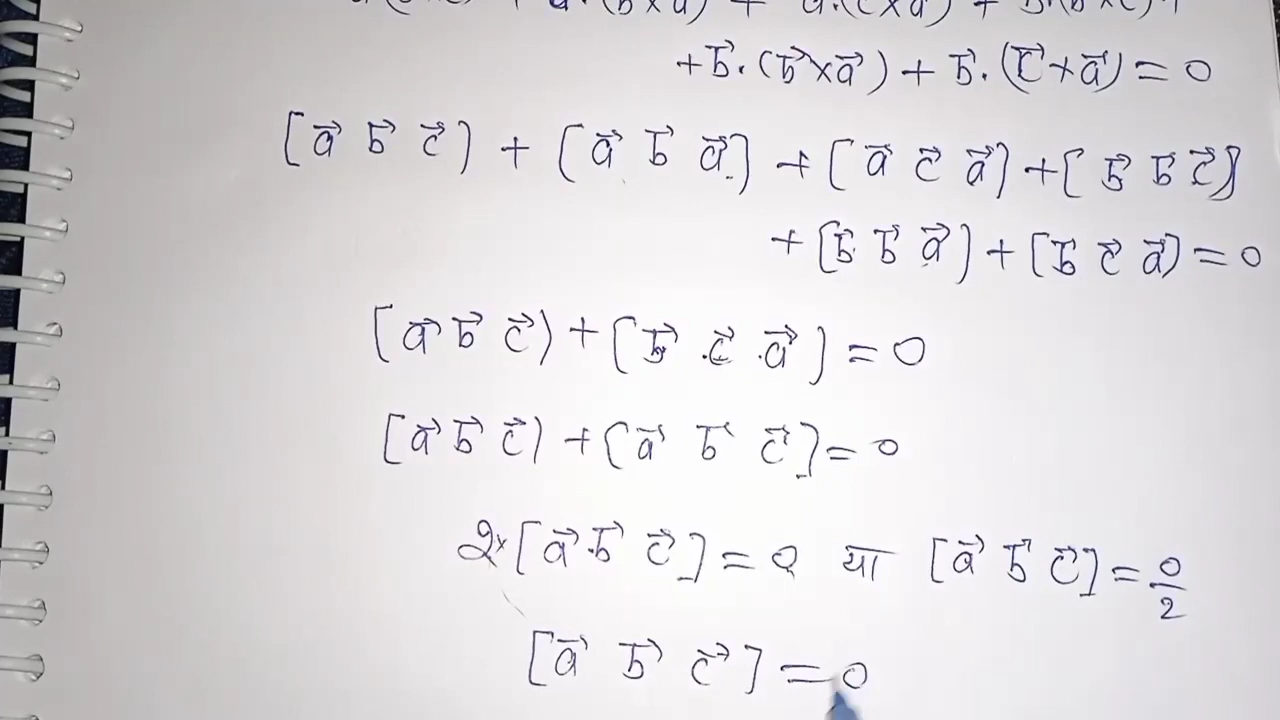 + b⃗.(b⃗×a⃗) + b⃗.(c⃗+a⃗) = 0
[a⃗ b⃗ c⃗) + [a⃗ b⃗ a⃗] + [a⃗ c⃗ a⃗] + [b⃗ b⃗ c⃗]
+ [b⃗ b⃗ a⃗] + [b⃗ c⃗ a⃗) = 0
[a⃗ b⃗ c⃗) + [b⃗ .c⃗ .a⃗] = 0
[a⃗ b⃗ c⃗) + [a⃗ b⃗ c⃗] = 0
2×[a⃗.b⃗ c⃗] = 0 या [a⃗ b⃗ c⃗] = 0/2
[a⃗ b⃗ c⃗] = 0